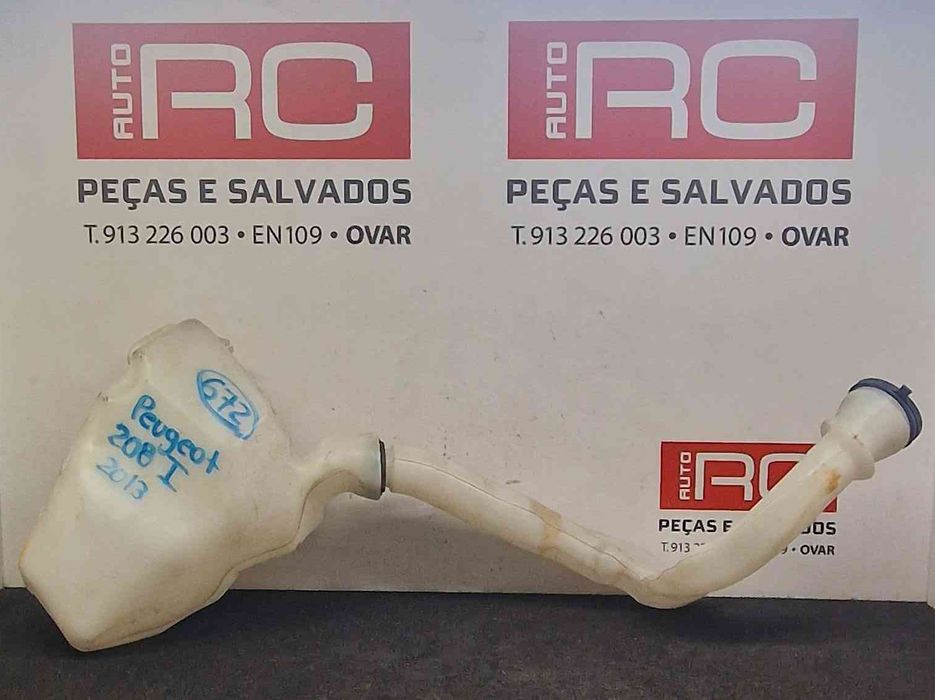 AUTO RC
PEÇAS E SALVADOS
T. 913 226 003 • EN109 • OVAR
AUTO RC
PEÇAS E SALVADOS
T. 913 226 003 • EN109 • OVAR
672
Peugeot
208 I
2013
AUTO RC
PEÇAS E
T. 913
• OVAR